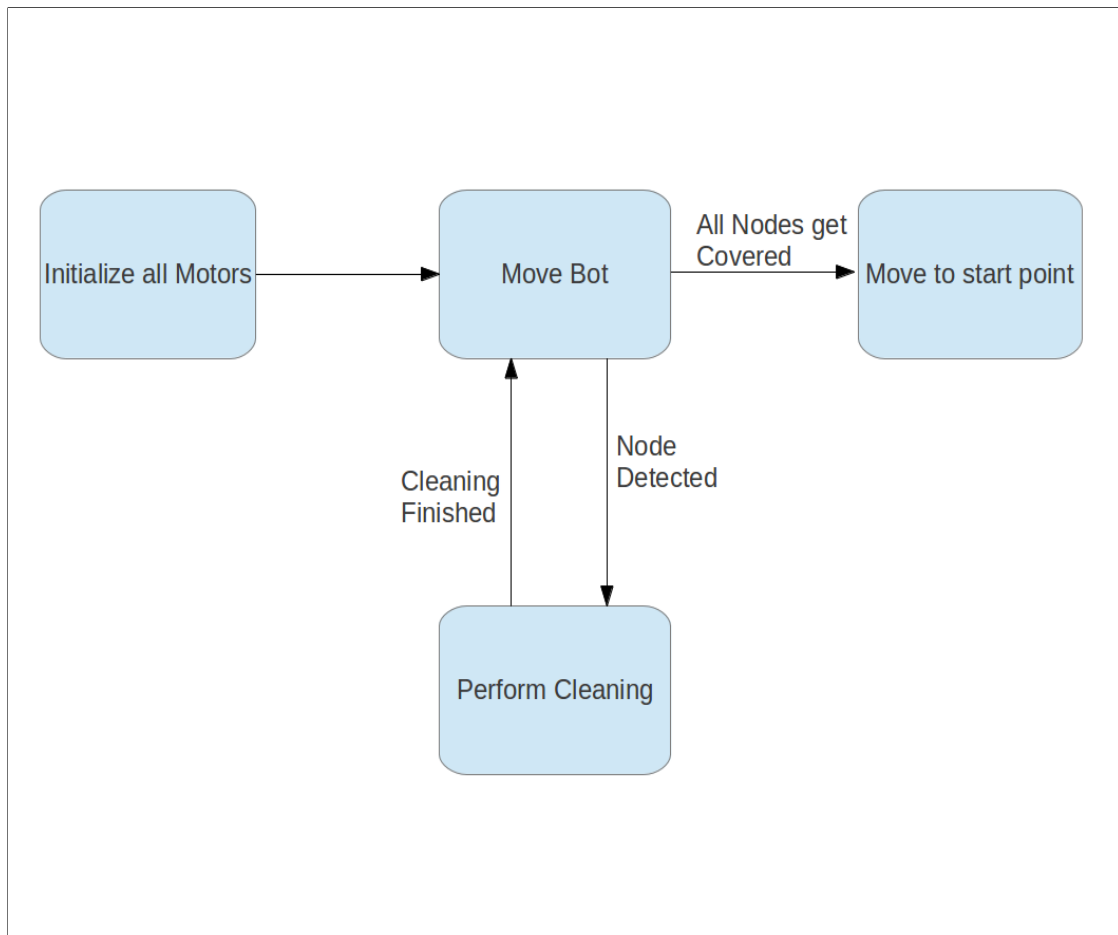 Initialize all Motors
Move Bot
All Nodes get
Covered
Move to start point
Cleaning
Finished
Node
Detected
Perform Cleaning